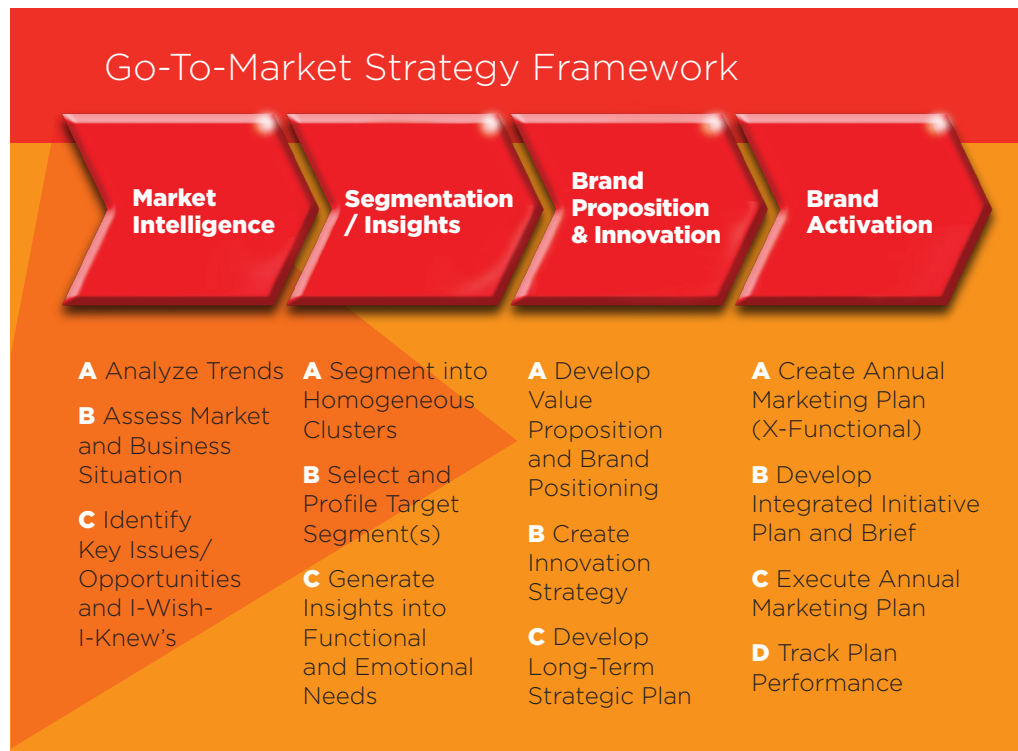 Go-To-Market Strategy Framework
Market
Intelligence
Segmentation
/ Insights
Brand
Proposition
& Innovation
Brand
Activation
A Analyze Trends
B Assess Market
and Business
Situation
C Identify
Key Issues/
Opportunities
and I-Wish-
I-Knew's
A Segment into
Homogeneous
Clusters
B Select and
Profile Target
Segment(s)
C Generate
Insights into
Functional
and Emotional
Needs
A Develop
Value
Proposition
and Brand
Positioning
B Create
Innovation
Strategy
C Develop
Long-Term
Strategic Plan
A Create Annual
Marketing Plan
(X-Functional)
B Develop
Integrated Initiative
Plan and Brief
C Execute Annual
Marketing Plan
D Track Plan
Performance